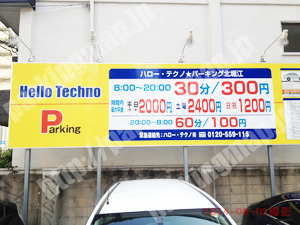 Hello Techno
Parking
ハロー・テクノ★パーキング北堀江
8:00～20:00 30分/300円
時間内最大料金 平日2000円 土曜2400円 日祝1200円
20:00～8:00 60分/100円
緊急連絡先:ハロー・テクノ㈱ 0120-559-115